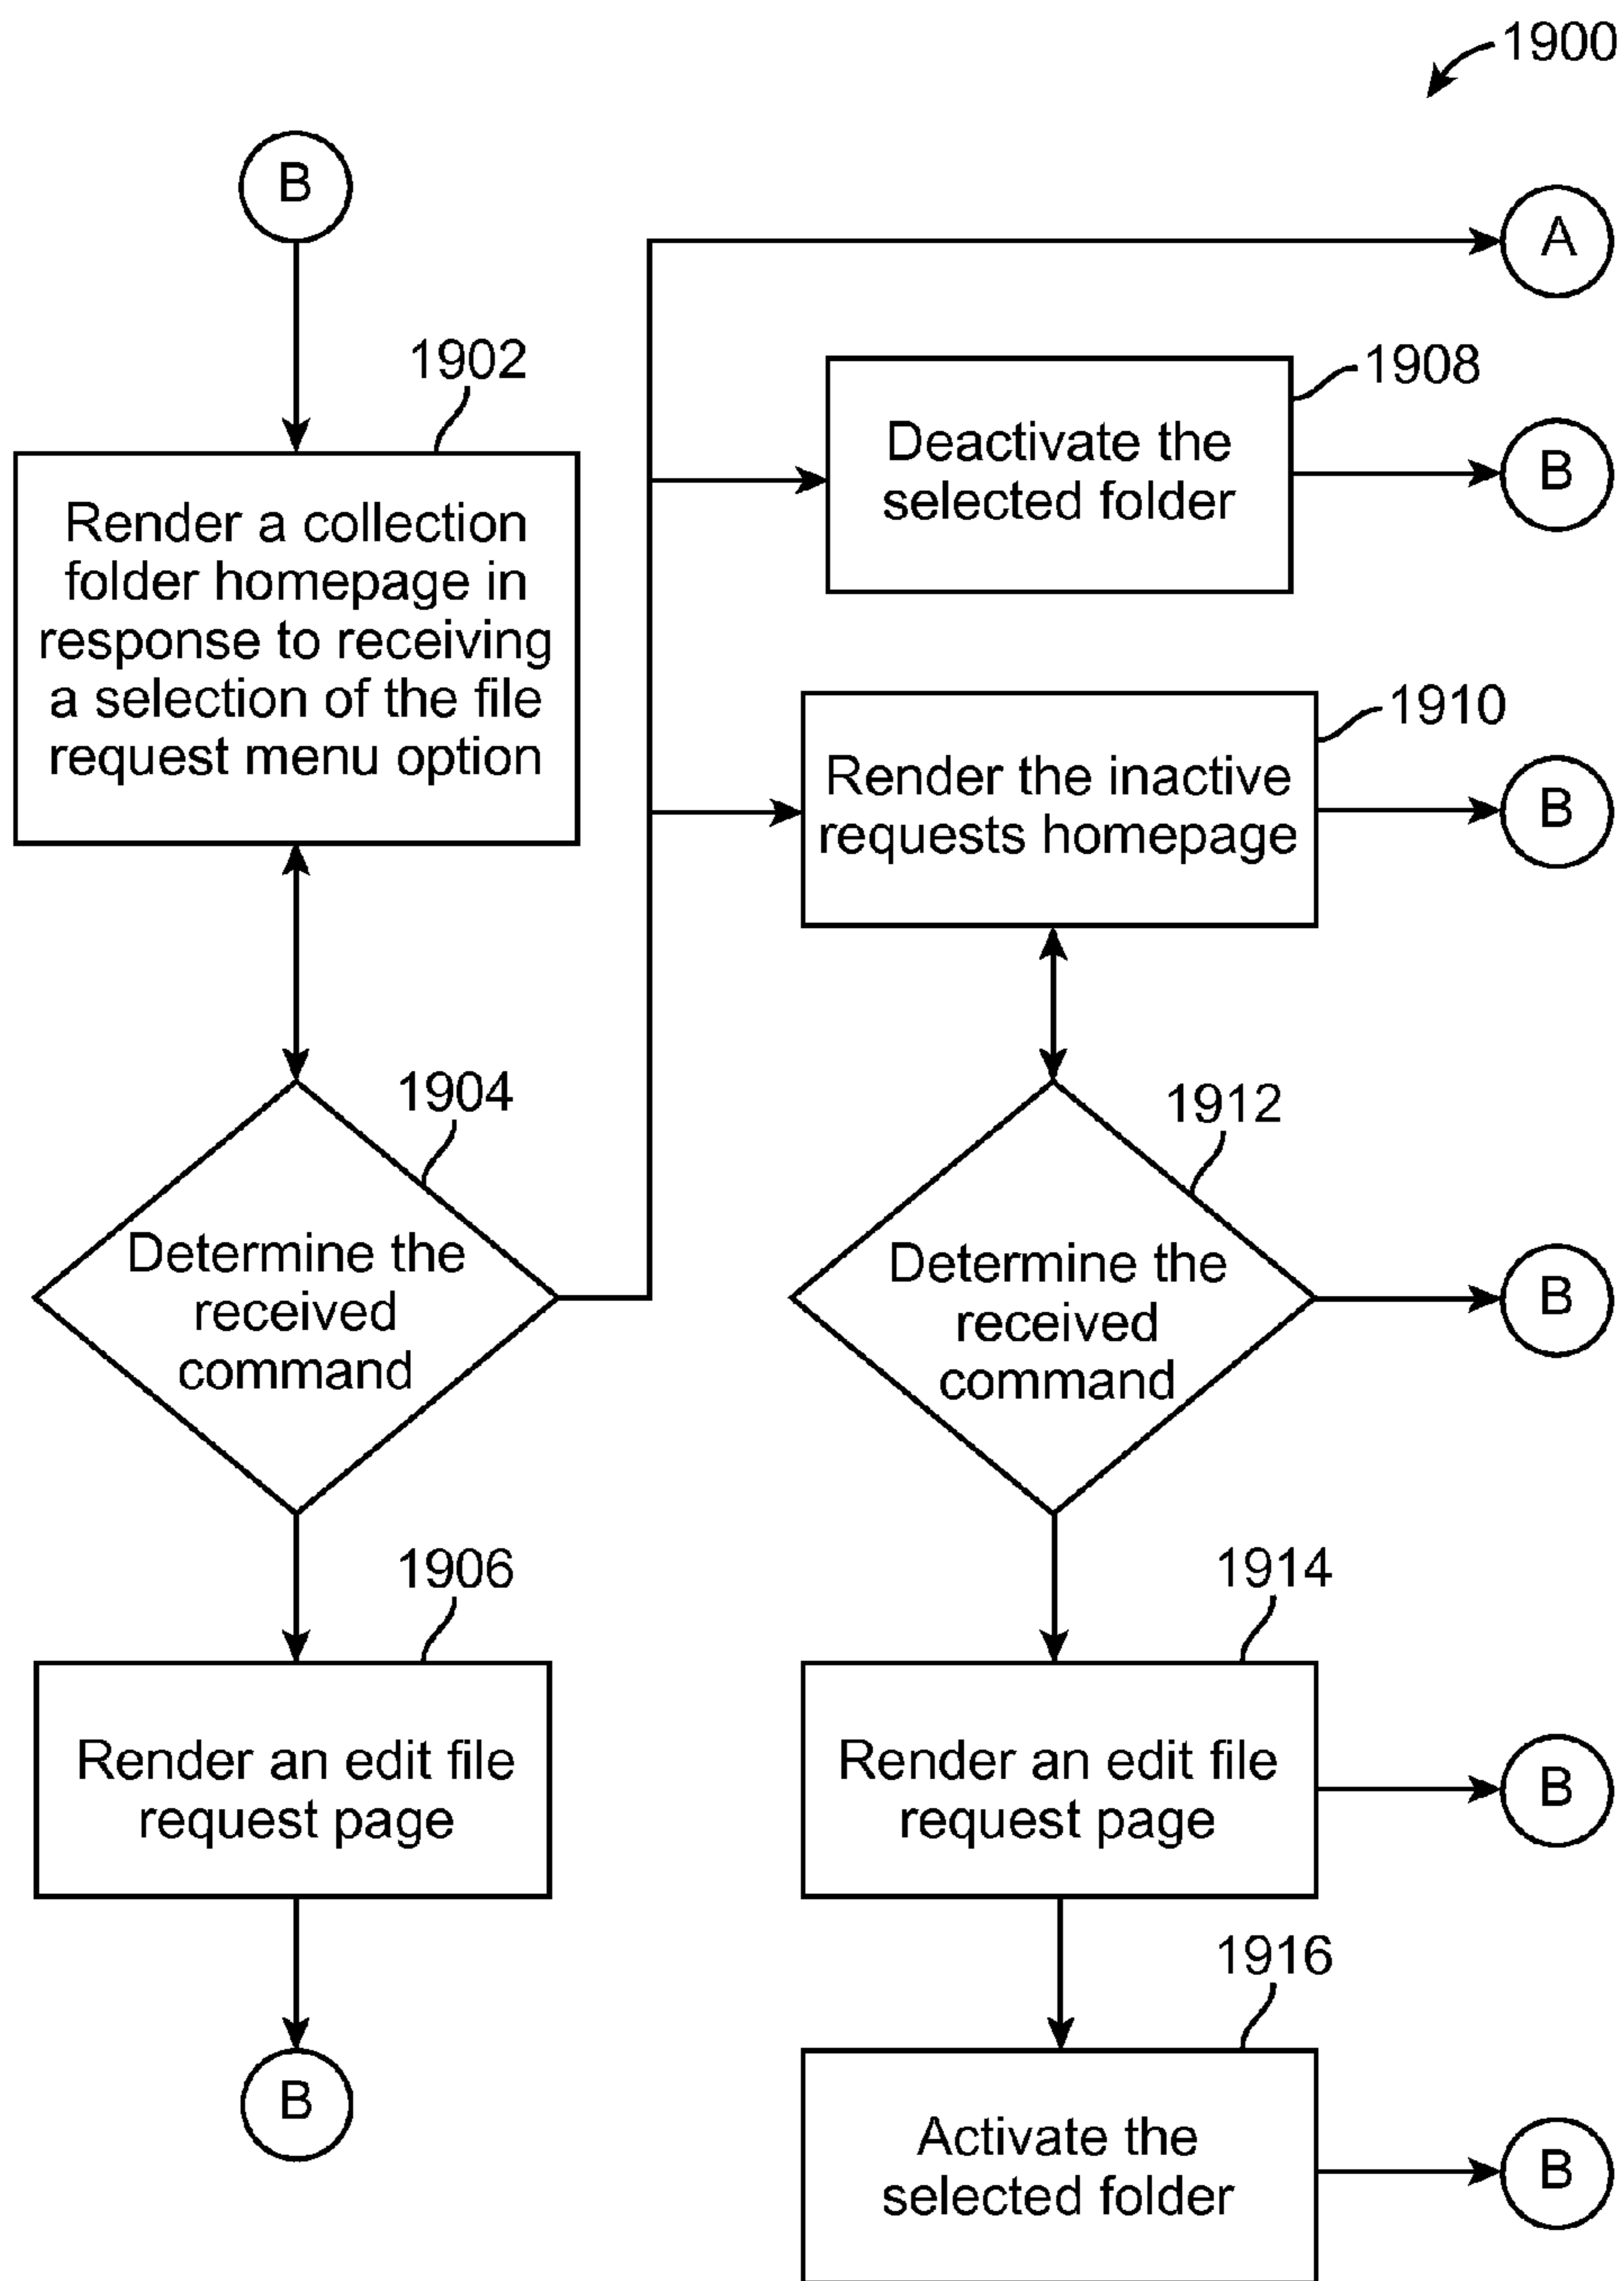 1900
B
A
1902
Render a collection
folder homepage in
response to receiving
a selection of the file
request menu option
1908
Deactivate the
selected folder
B
1910
Render the inactive
requests homepage
B
1904
Determine the
received
command
1912
Determine the
received
command
B
1906
Render an edit file
request page
B
1914
Render an edit file
request page
B
1916
Activate the
selected folder
B